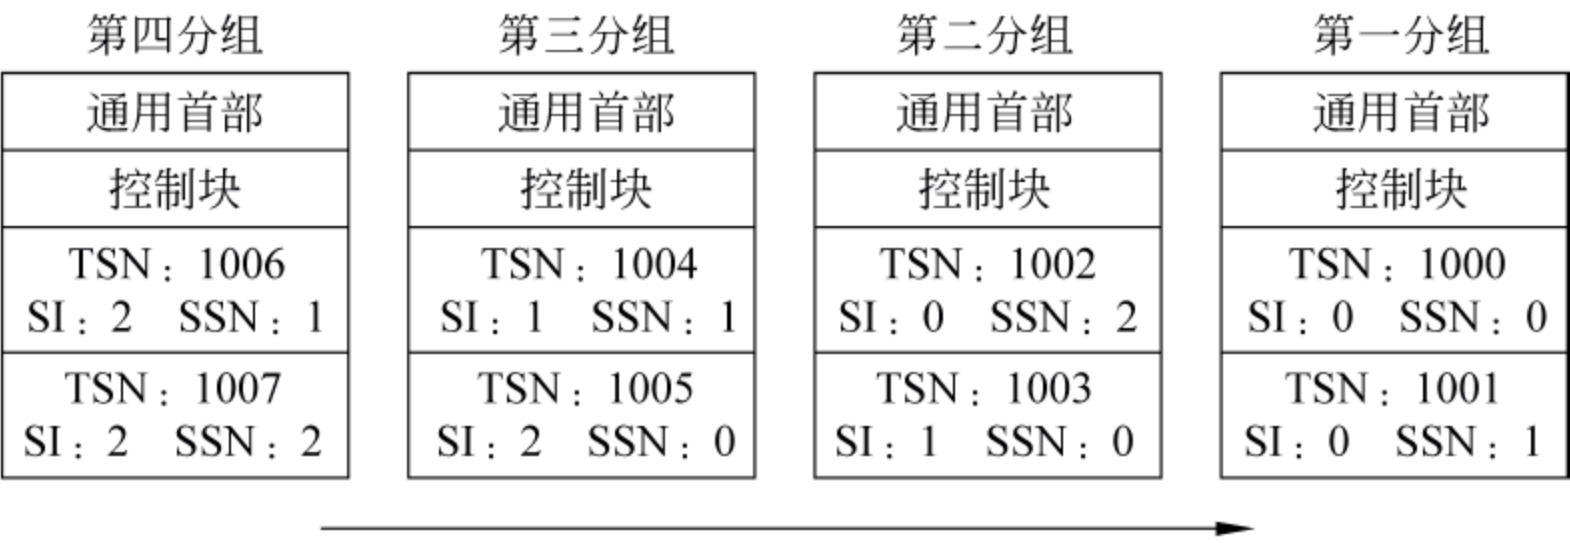 第四分组
通用首部
控制块
TSN：1006
SI：2 SSN：1
TSN：1007
SI：2 SSN：2
第三分组
通用首部
控制块
TSN：1004
SI：1 SSN：1
TSN：1005
SI：2 SSN：0
第二分组
通用首部
控制块
TSN：1002
SI：0 SSN：2
TSN：1003
SI：1 SSN：0
第一分组
通用首部
控制块
TSN：1000
SI：0 SSN：0
TSN：1001
SI：0 SSN：1